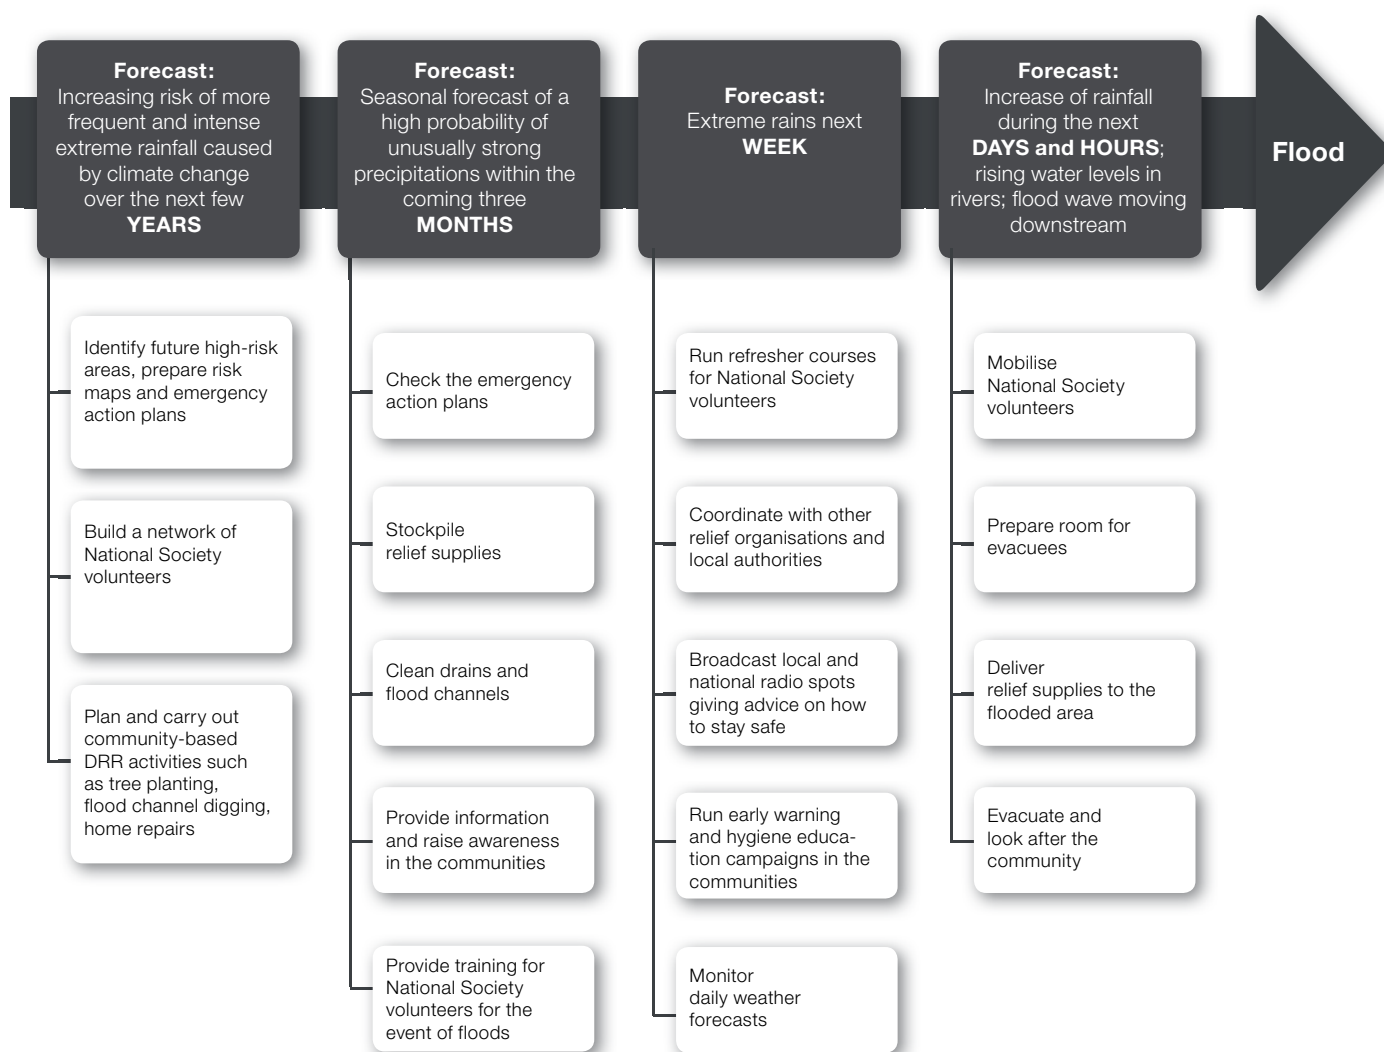 Forecast:
Increasing risk of more
frequent and intense
extreme rainfall caused
by climate change
over the next few
YEARS
Forecast:
Seasonal forecast of a
high probability of
unusually strong
precipitations within the
coming three
MONTHS
Forecast:
Extreme rains next
WEEK
Forecast:
Increase of rainfall
during the next
DAYS and HOURS;
rising water levels in
rivers; flood wave moving
downstream
Flood
Identify future high-risk
areas, prepare risk
maps and emergency
action plans
Build a network of
National Society
volunteers
Plan and carry out
community-based
DRR activities such
as tree planting,
flood channel digging,
home repairs
Check the emergency
action plans
Stockpile
relief supplies
Clean drains and
flood channels
Provide information
and raise awareness
in the communities
Provide training for
National Society
volunteers for the
event of floods
Run refresher courses
for National Society
volunteers
Coordinate with other
relief organisations and
local authorities
Broadcast local and
national radio spots
giving advice on how
to stay safe
Run early warning
and hygiene educa-
tion campaigns in the
communities
Monitor
daily weather
forecasts
Mobilise
National Society
volunteers
Prepare room for
evacuees
Deliver
relief supplies to the
flooded area
Evacuate and
look after the
community